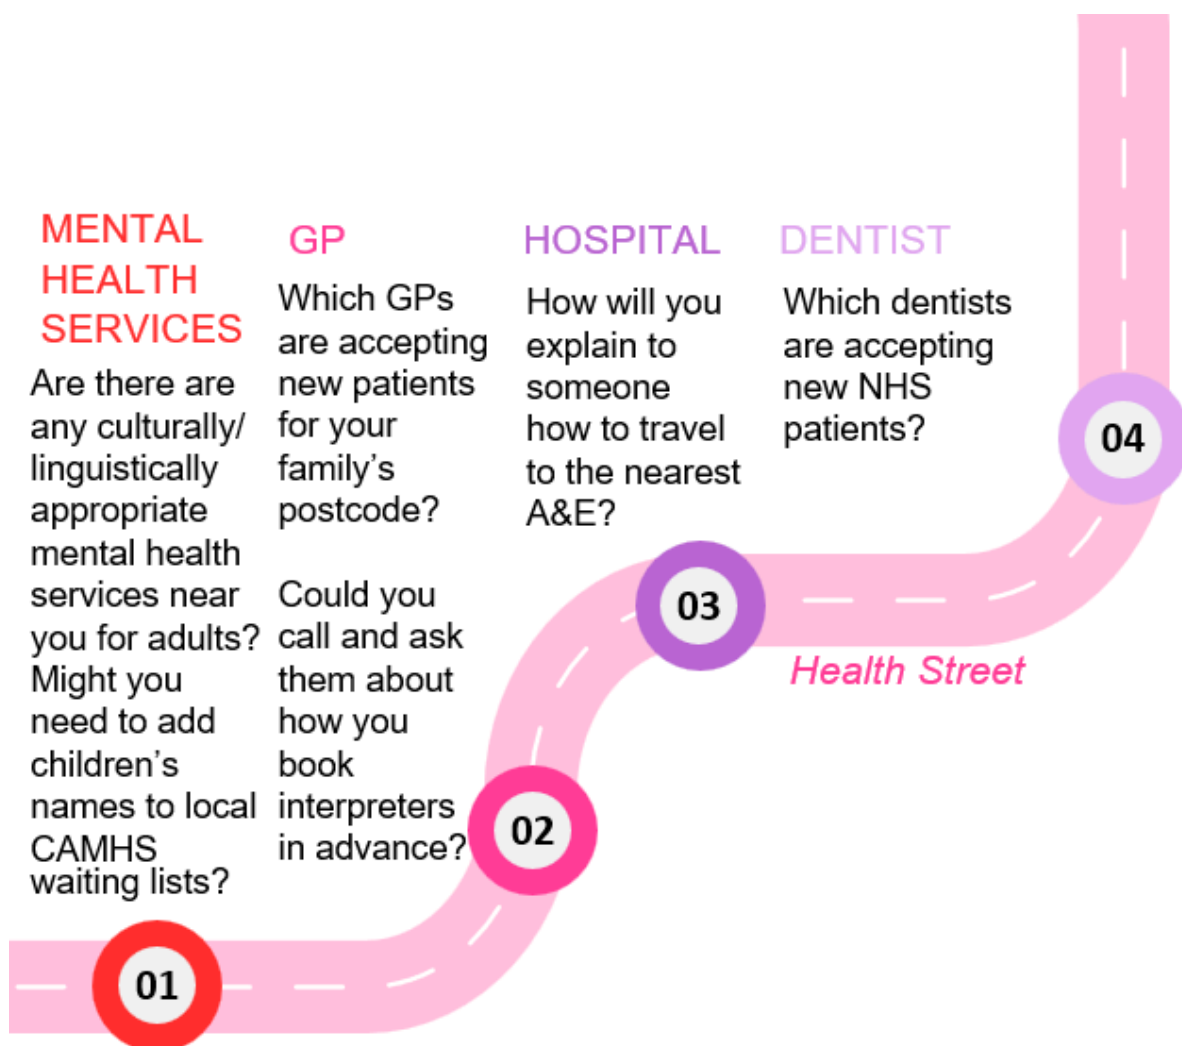 MENTAL
HEALTH
SERVICES
Are there are
any culturally/
linguistically
appropriate
mental health
services near
you for adults?
Might you
need to add
children’s
names to local
CAMHS
waiting lists?
GP
Which GPs
are accepting
new patients
for your
family’s
postcode?
Could you
call and ask
them about
how you
book
interpreters
in advance?
HOSPITAL
How will you
explain to
someone
how to travel
to the nearest
A&E?
DENTIST
Which dentists
are accepting
new NHS
patients?
04
03
Health Street
02
01